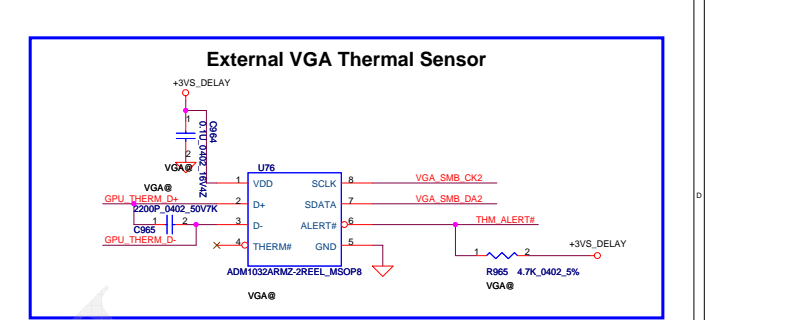 External VGA Thermal Sensor
+3VS_DELAY
1
C964
0.1U_0402_16V4Z
2
VGA@
U76
VGA@
1 VDD SCLK 8 VGA_SMB_CK2
GPU_THERM_D+ 2 D+ SDATA 7 VGA_SMB_DA2
2200P_0402_50V7K
1 2 3 D- ALERT# 6 THM_ALERT#
C965
GPU_THERM_D- 4 THERM# GND 5
+3VS_DELAY
1 2
ADM1032ARMZ-2REEL_MSOP8
R965 4.7K_0402_5%
VGA@
VGA@
D